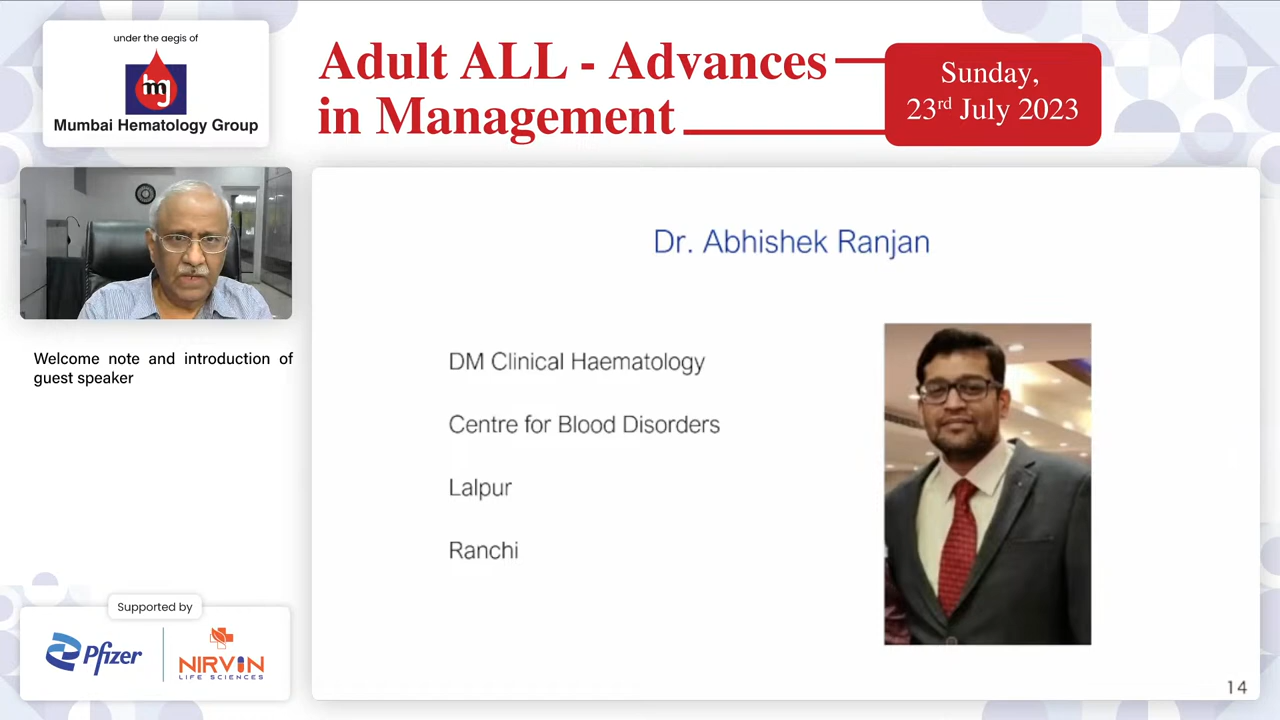 under the aegis of
mj
Mumbai Hematology Group
Adult ALL - Advances
in Management
Sunday,
23rd July 2023
Welcome note and introduction of
guest speaker
Dr. Abhishek Ranjan
DM Clinical Haematology
Centre for Blood Disorders
Lalpur
Ranchi
Supported by
Pfizer
NIRVIN
LIFE SCIENCES
14